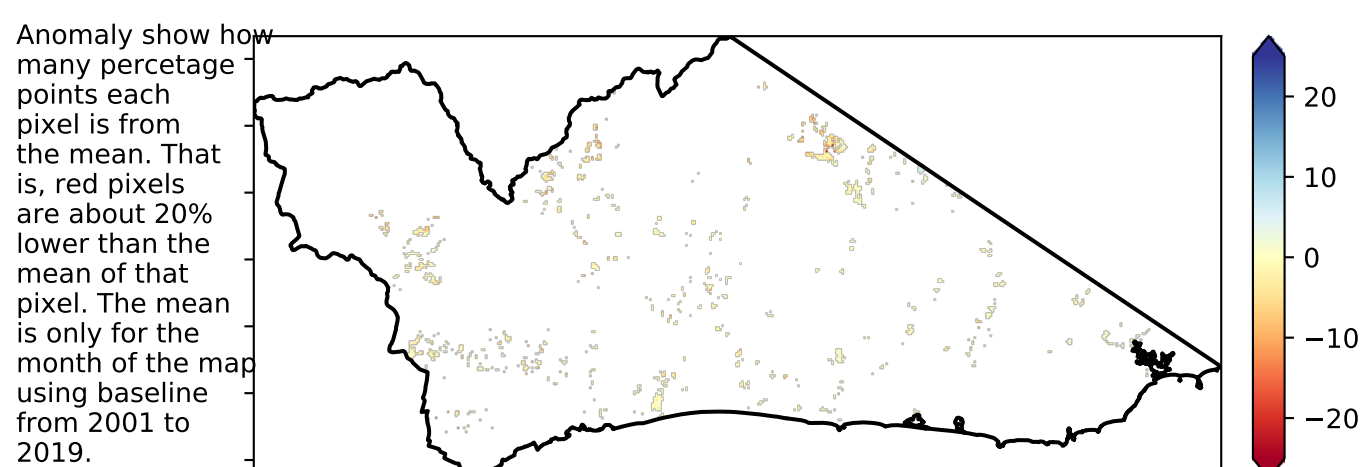 Anomaly show how
many percetage
points each
pixel is from
the mean. That
is, red pixels
are about 20%
lower than the
mean of that
pixel. The mean
is only for the
month of the map
using baseline
from 2001 to
2019.
20
10
0
−10
−20